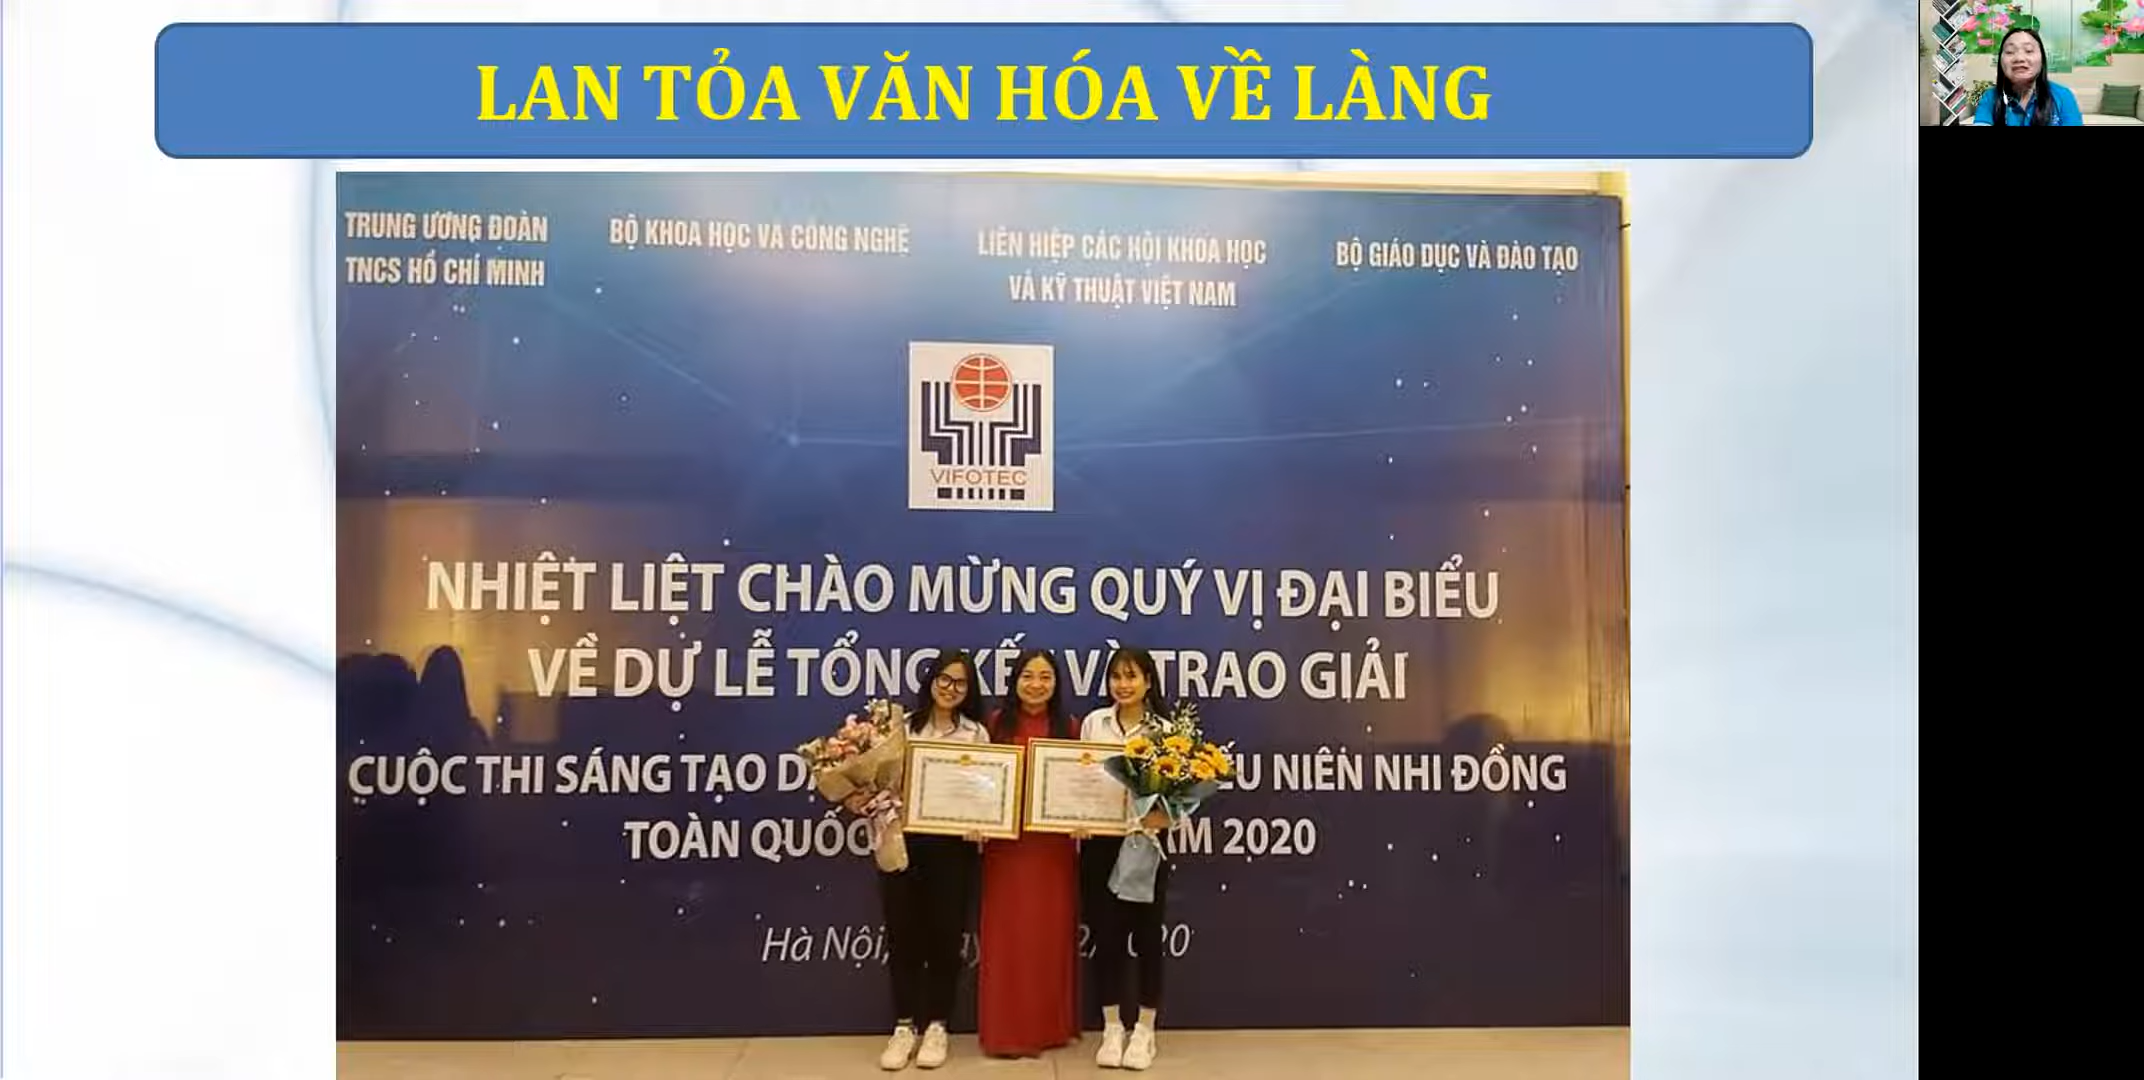 LAN TỎA VĂN HÓA VỀ LÀNG
TRUNG ƯƠNG ĐOÀN
TNCS HỒ CHÍ MINH
BỘ KHOA HỌC VÀ CÔNG NGHỆ
LIÊN HIỆP CÁC HỘI KHOA HỌC
VÀ KỸ THUẬT VIỆT NAM
BỘ GIÁO DỤC VÀ ĐÀO TẠO
VIFOTEC
NHIỆT LIỆT CHÀO MỪNG QUÝ VỊ ĐẠI BIỂU
VỀ DỰ LỄ TỔNG KẾT VÀ TRAO GIẢI
CUỘC THI SÁNG TẠO NIÊN NHI ĐỒNG
TOÀN QUỐC 2020
Hà Nội,